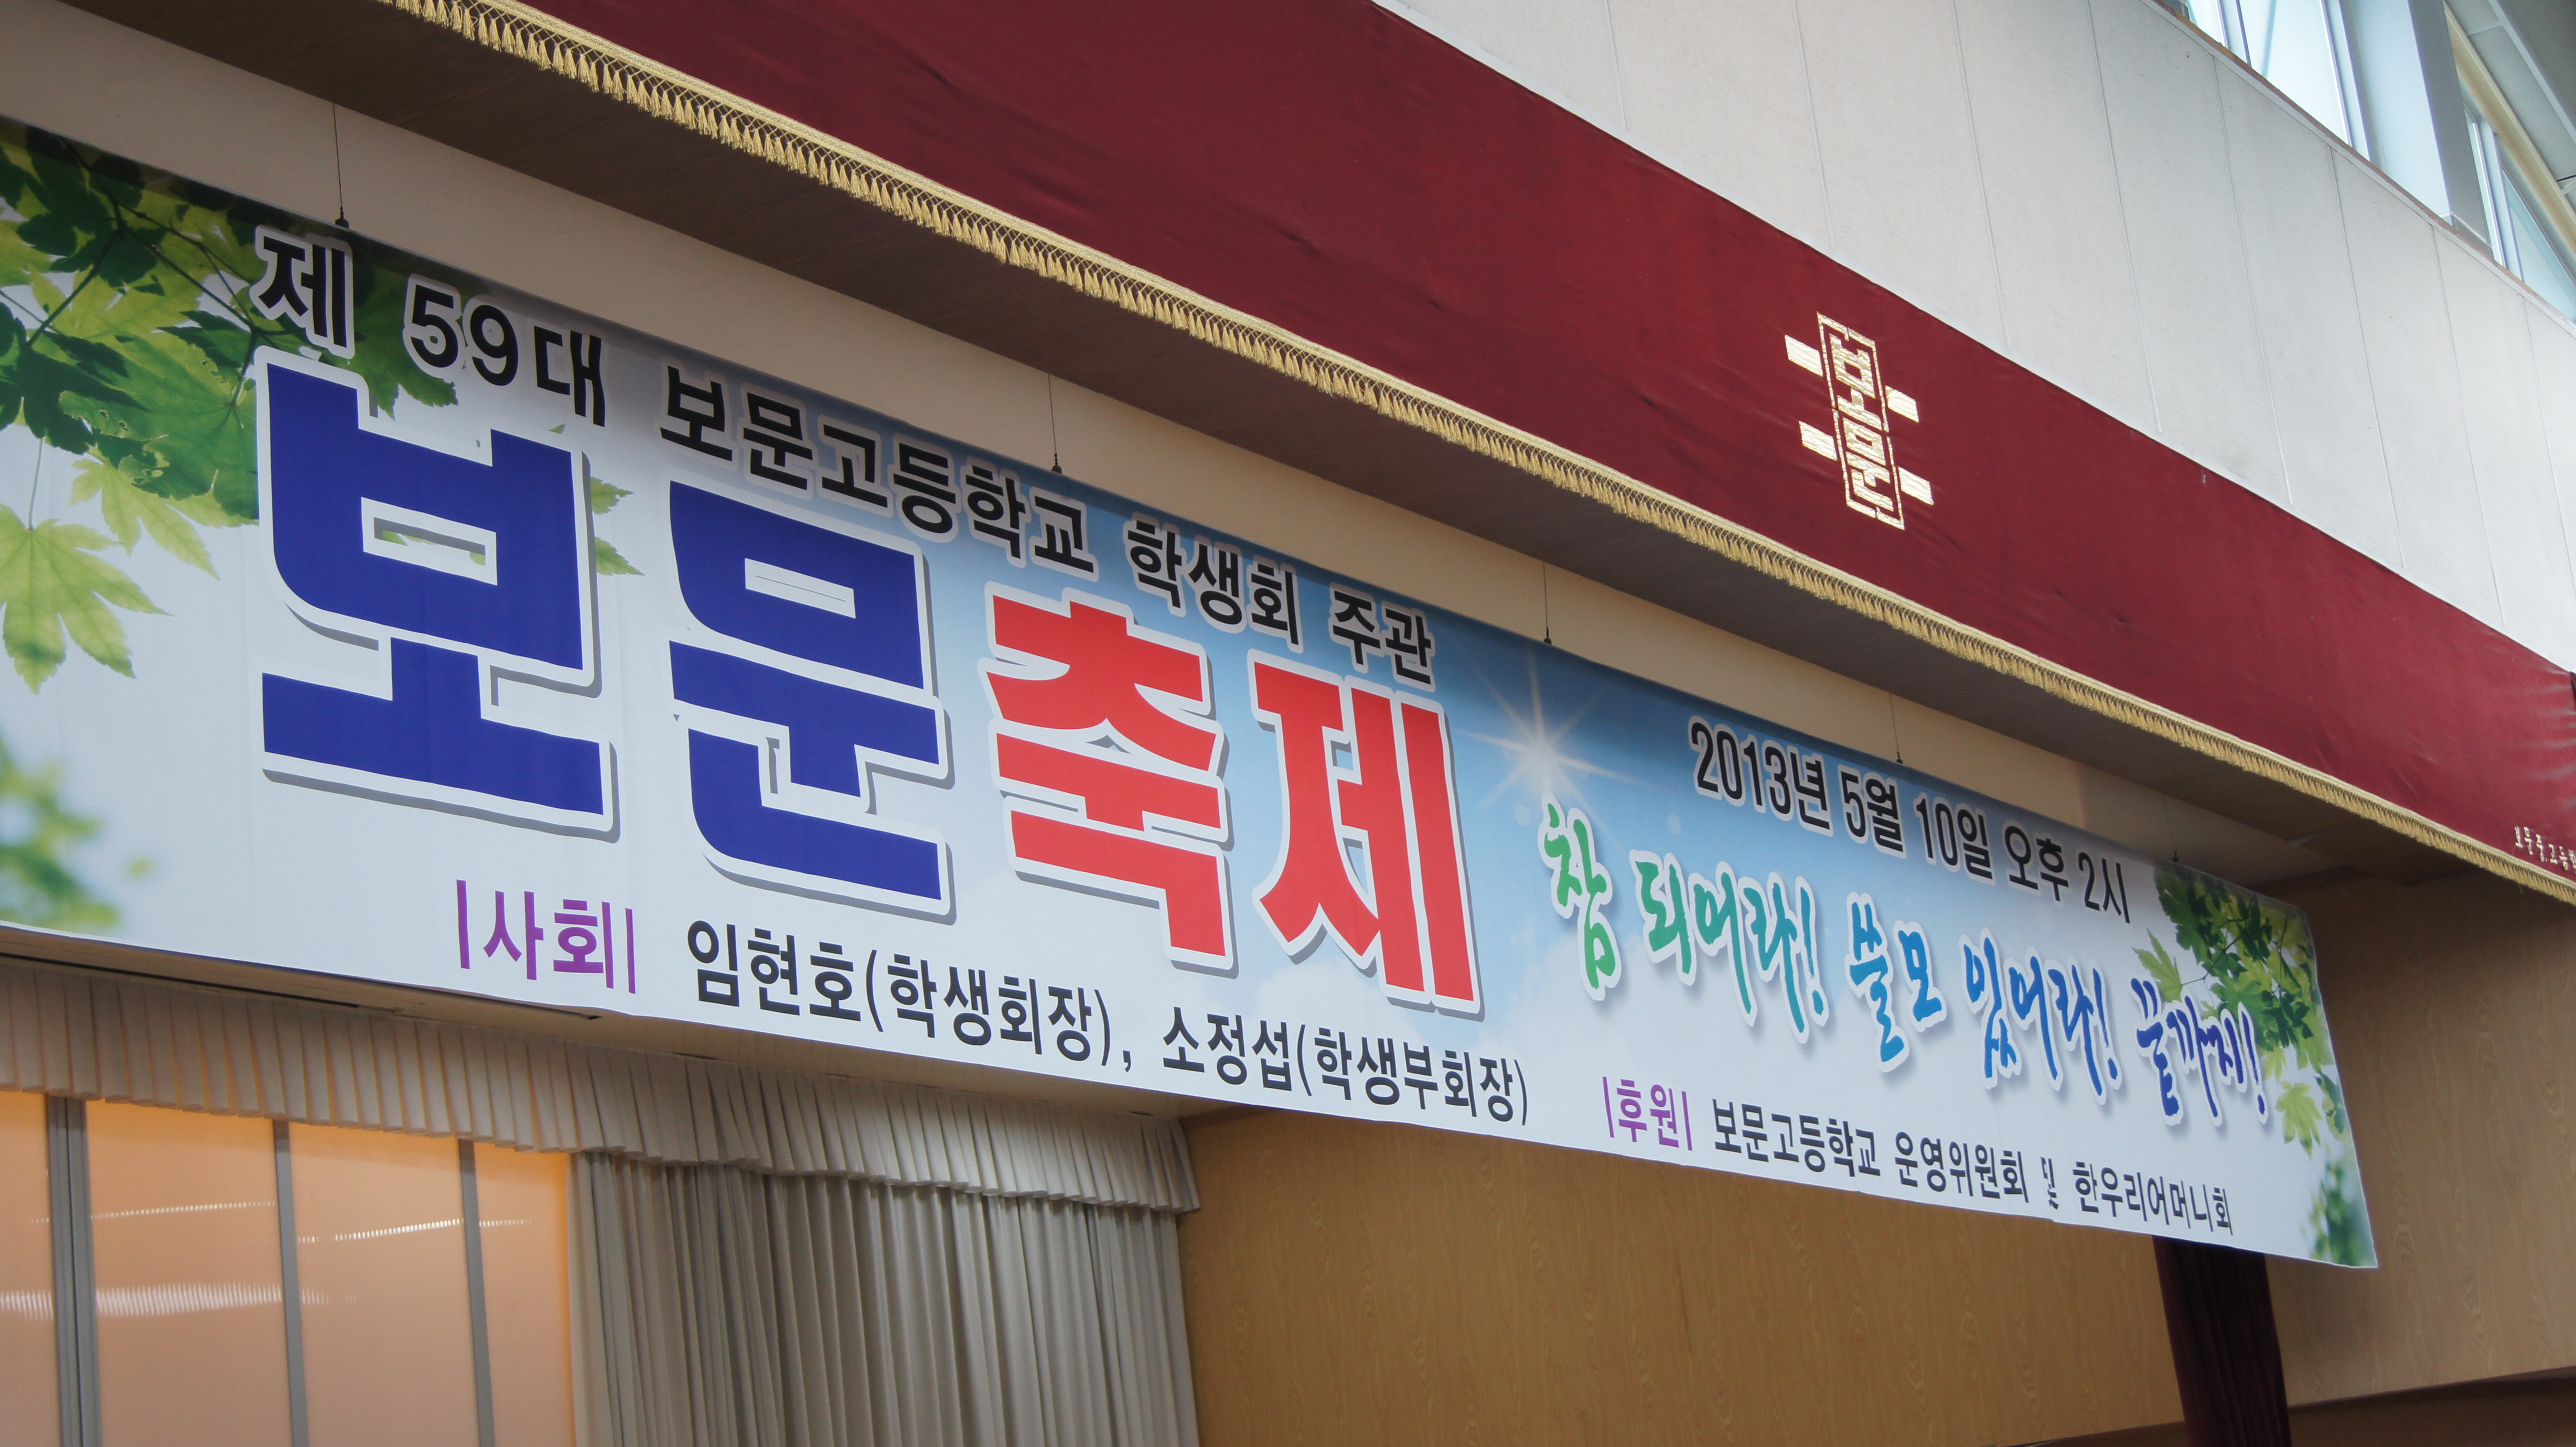 보문
제 59대 보문고등학교 학생회 주관
보문축제
2013년 5월 10일 오후 2시
참 되어라! 쓸모 있어라! 끝까지!
|사회| 임현호(학생회장), 소정섭(학생부회장)
|후원| 보문고등학교 운영위원회 및 한우리어머니회